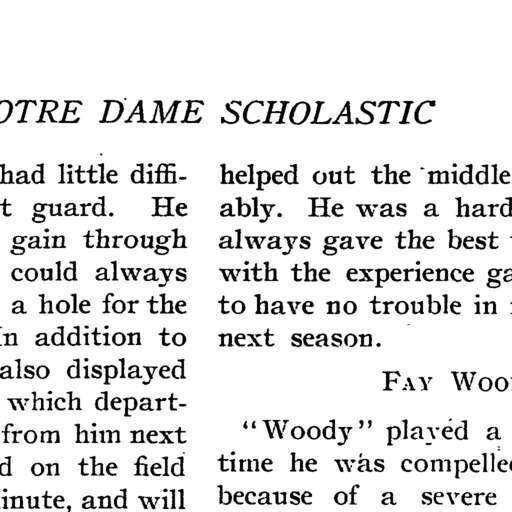 OTRE DAME SCHOLASTIC
had little diffi-
t guard. He
gain through
could always
a hole for the
In addition to
also displayed
which depart-
from him next
d on the field
inute, and will
helped out the middle
ably. He was a hard
always gave the best
with the experience ga
to have no trouble in
next season.
FAY WOO
"Woody" played a
time he was compelle
because of a severe